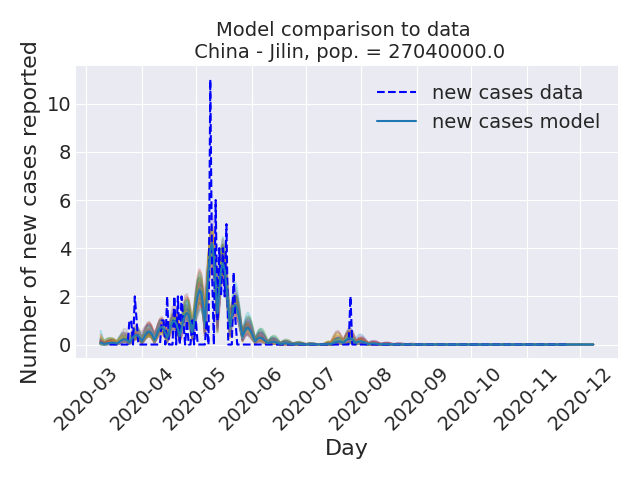 Model comparison to data
China - Jilin, pop. = 27040000.0
Number of new cases reported
10
8
6
4
2
0
new cases data
new cases model
2020-03
2020-04
2020-05
2020-06
2020-07
2020-08
2020-09
2020-10
2020-11
2020-12
Day